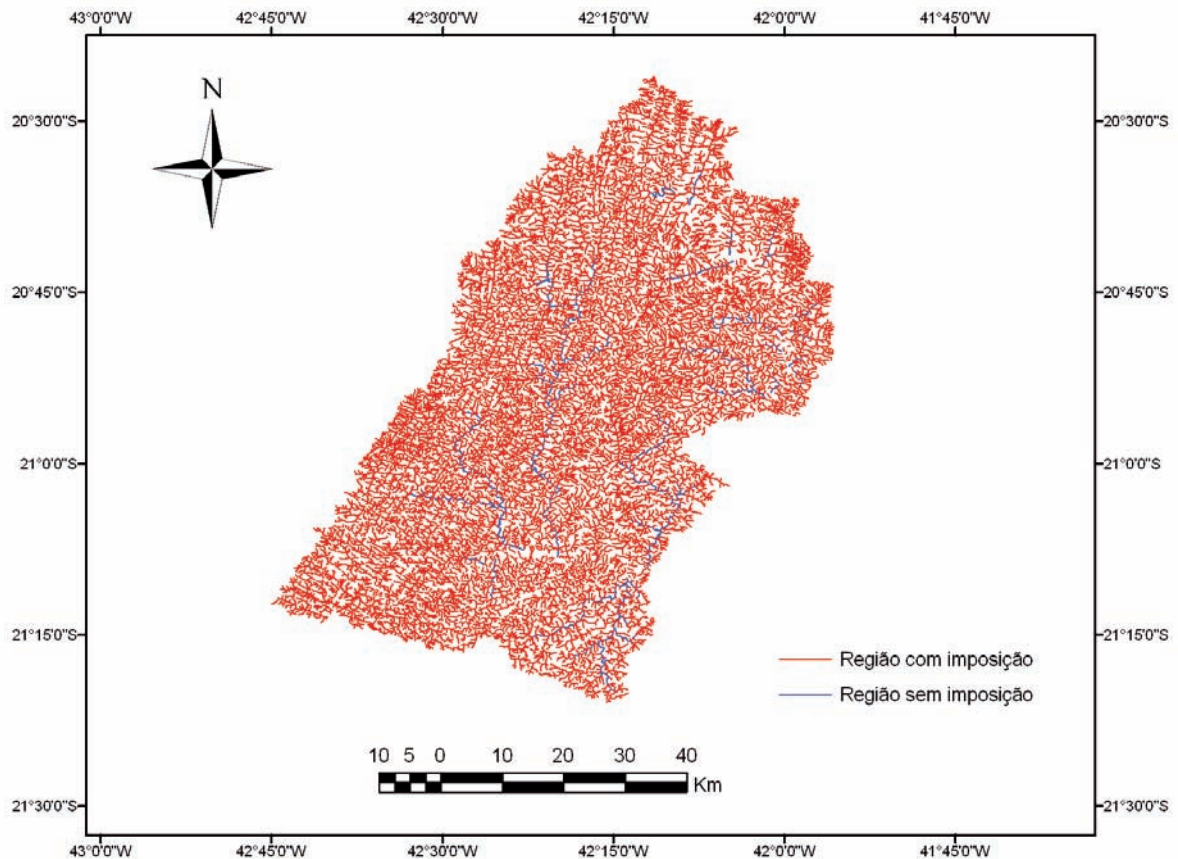 43°0'0"W 42°45'0"W 42°30'0"W 42°15'0"W 42°0'0"W 41°45'0"W
N
20°30'0"S 20°30'0"S
20°45'0"S 20°45'0"S
21°0'0"S 21°0'0"S
21°15'0"S 21°15'0"S
Região com imposição
Região sem imposição
10 5 0 10 20 30 40
Km
21°30'0"S 21°30'0"S
43°0'0"W 42°45'0"W 42°30'0"W 42°15'0"W 42°0'0"W 41°45'0"W